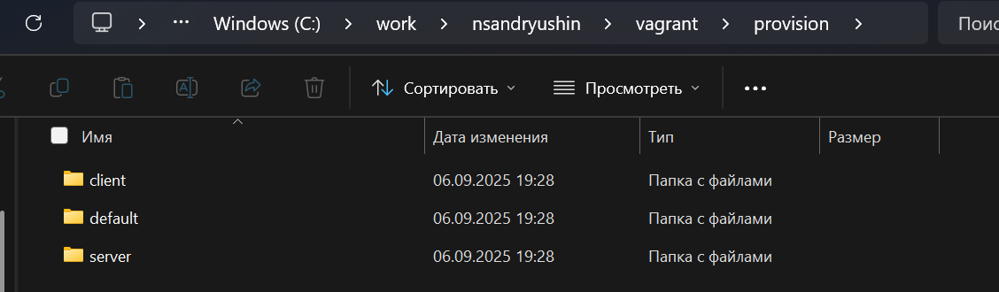 Windows (C:) work nsandryushin vagrant provision Поис
Сортировать Просмотреть
Имя Дата изменения Тип Размер
client 06.09.2025 19:28 Папка с файлами
default 06.09.2025 19:28 Папка с файлами
server 06.09.2025 19:28 Папка с файлами